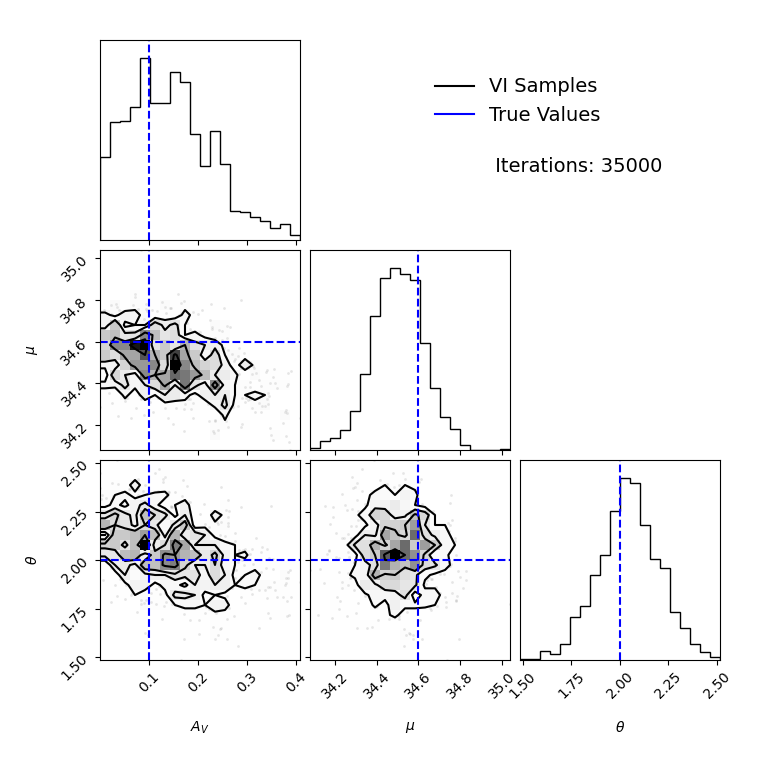 VI Samples
True Values
Iterations: 35000
35.0
34.8
34.6
34.4
34.2
μ
2.50
2.25
2.00
1.75
1.50
θ
0.1 0.2 0.3 0.4
A_V
34.2 34.4 34.6 34.8 35.0
μ
1.50 1.75 2.00 2.25 2.50
θ